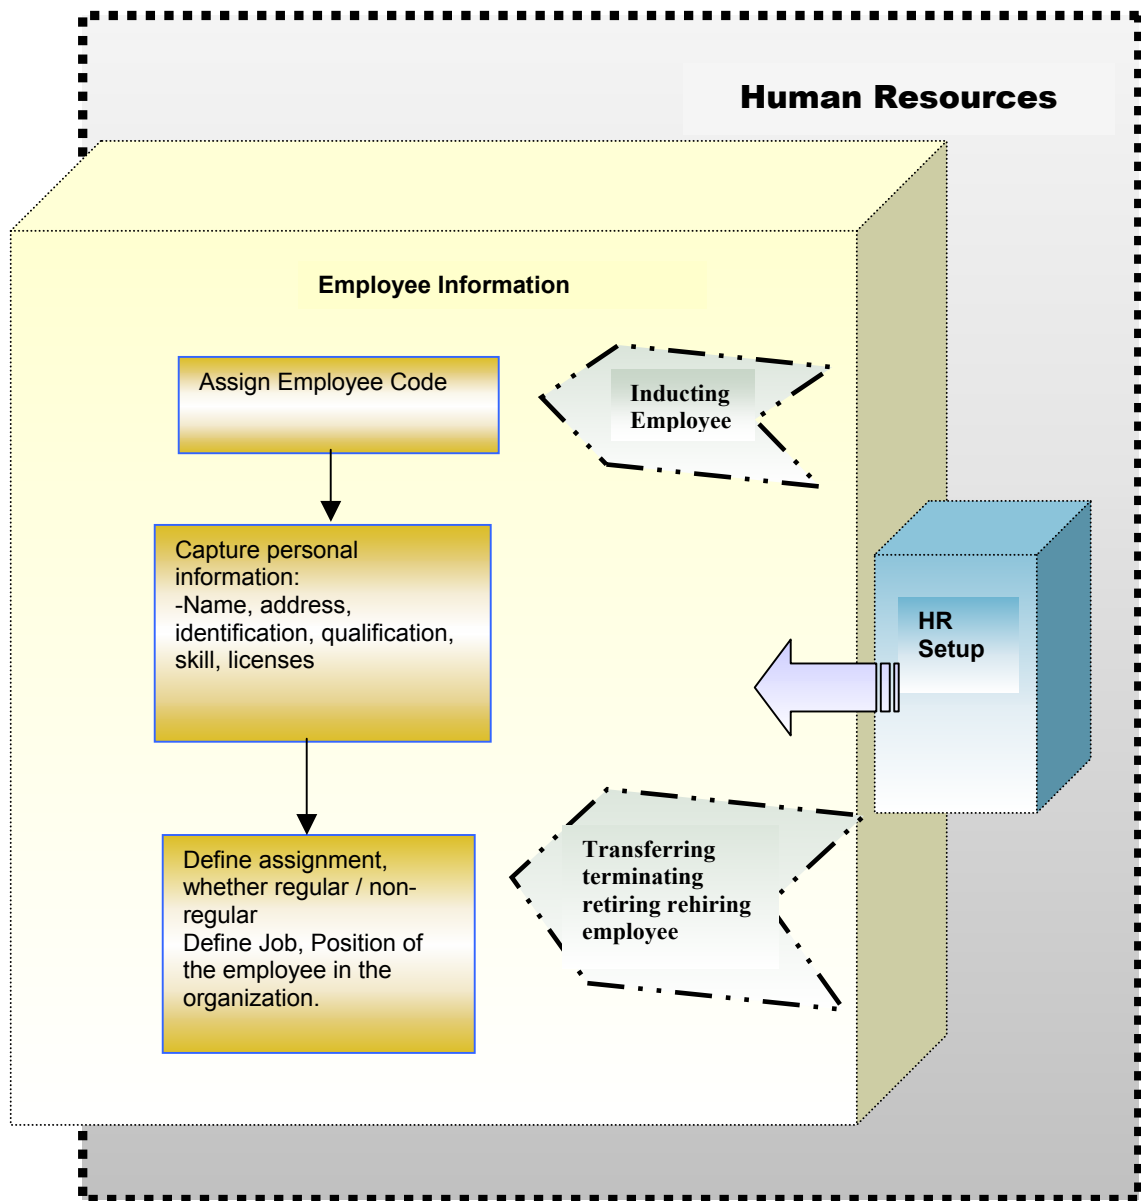 Human Resources
Employee Information
Assign Employee Code
Inducting
Employee
Capture personal
information:
-Name, address,
identification, qualification,
skill, licenses
HR
Setup
Define assignment,
whether regular / non-
regular
Define Job, Position of
the employee in the
organization.
Transferring
terminating
retiring rehiring
employee